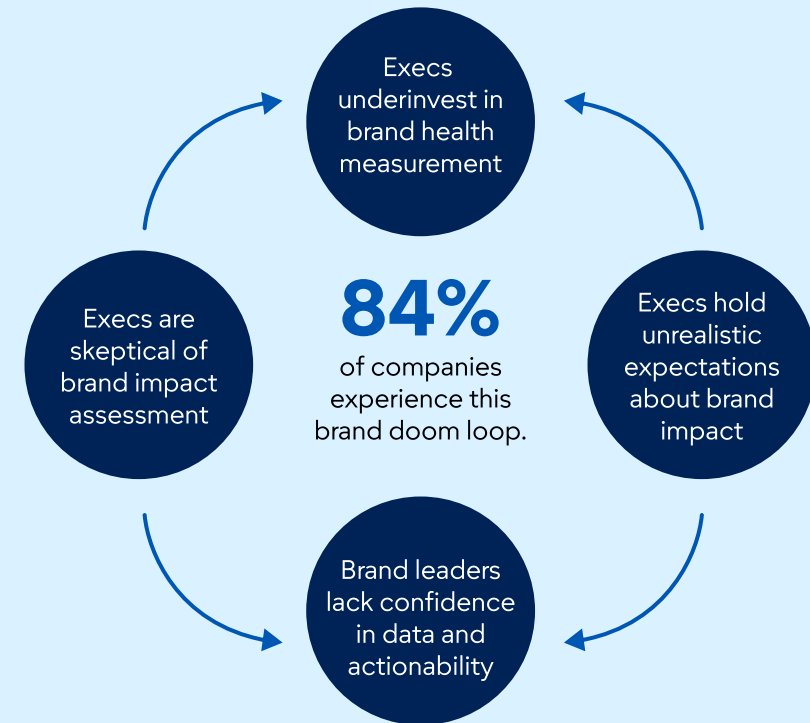 Execs
underinvest in
brand health
measurement
Execs are
skeptical of
brand impact
assessment
84%
of companies
experience this
brand doom loop.
Execs hold
unrealistic
expectations
about brand
impact
Brand leaders
lack confidence
in data and
actionability